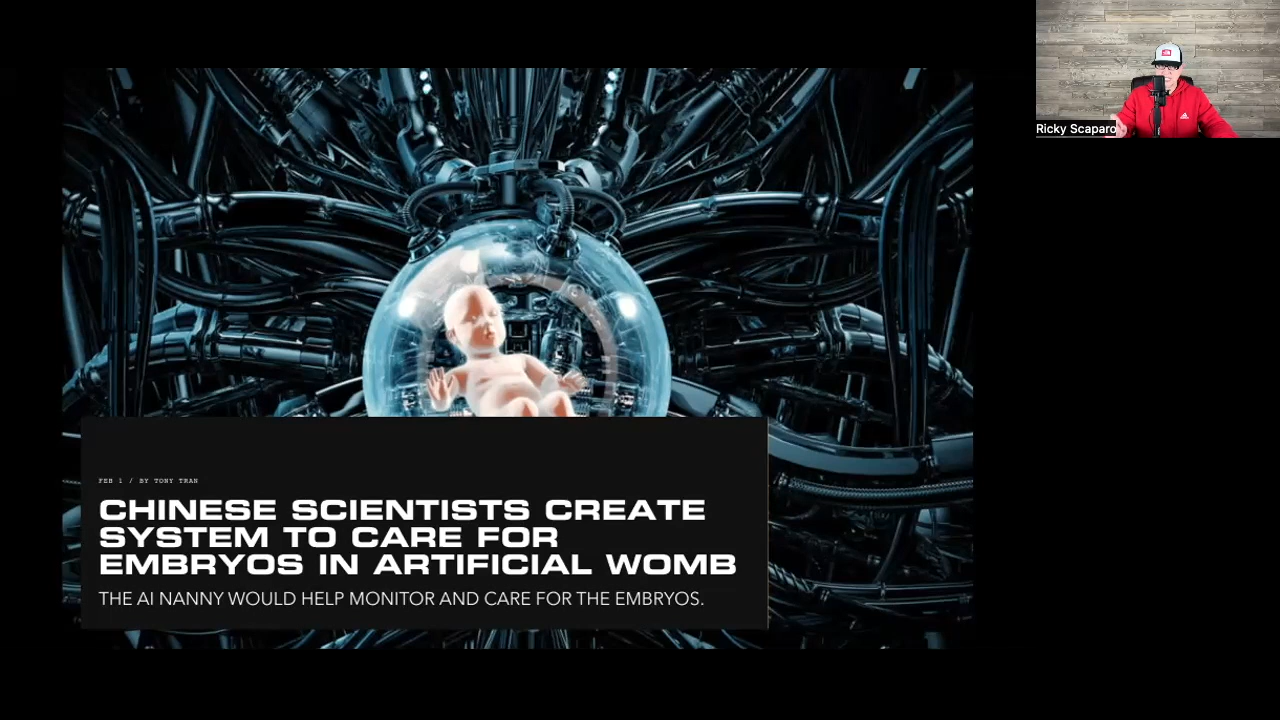 Ricky Scaparo
FEB 1 / BY TONY TRAN
CHINESE SCIENTISTS CREATE
SYSTEM TO CARE FOR
EMBRYOS IN ARTIFICIAL WOMB
THE AI NANNY WOULD HELP MONITOR AND CARE FOR THE EMBRYOS.